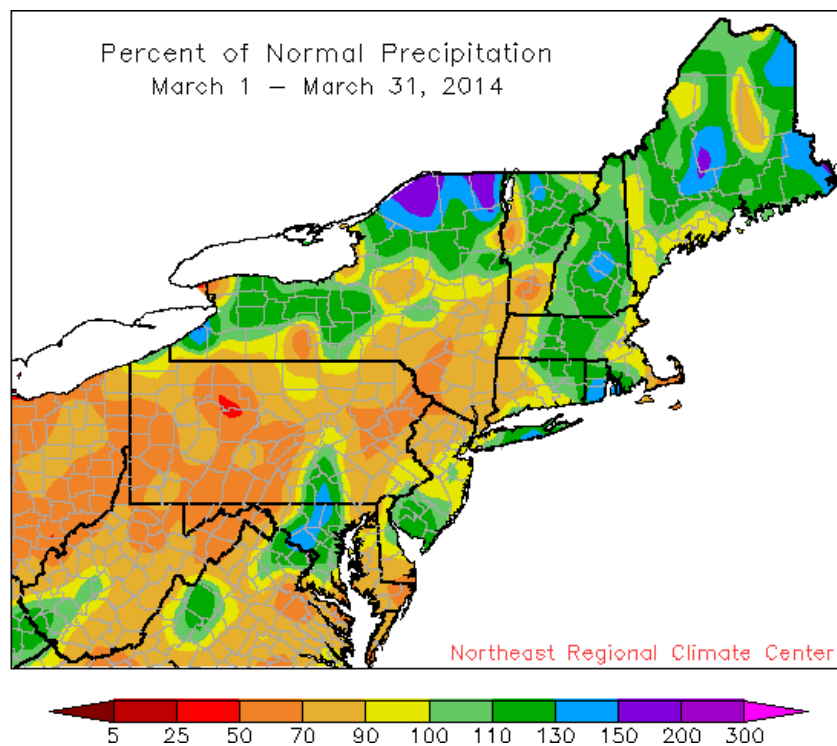 Percent of Normal Precipitation
March 1 – March 31, 2014
Northeast Regional Climate Center
5 25 50 70 90 100 110 130 150 200 300